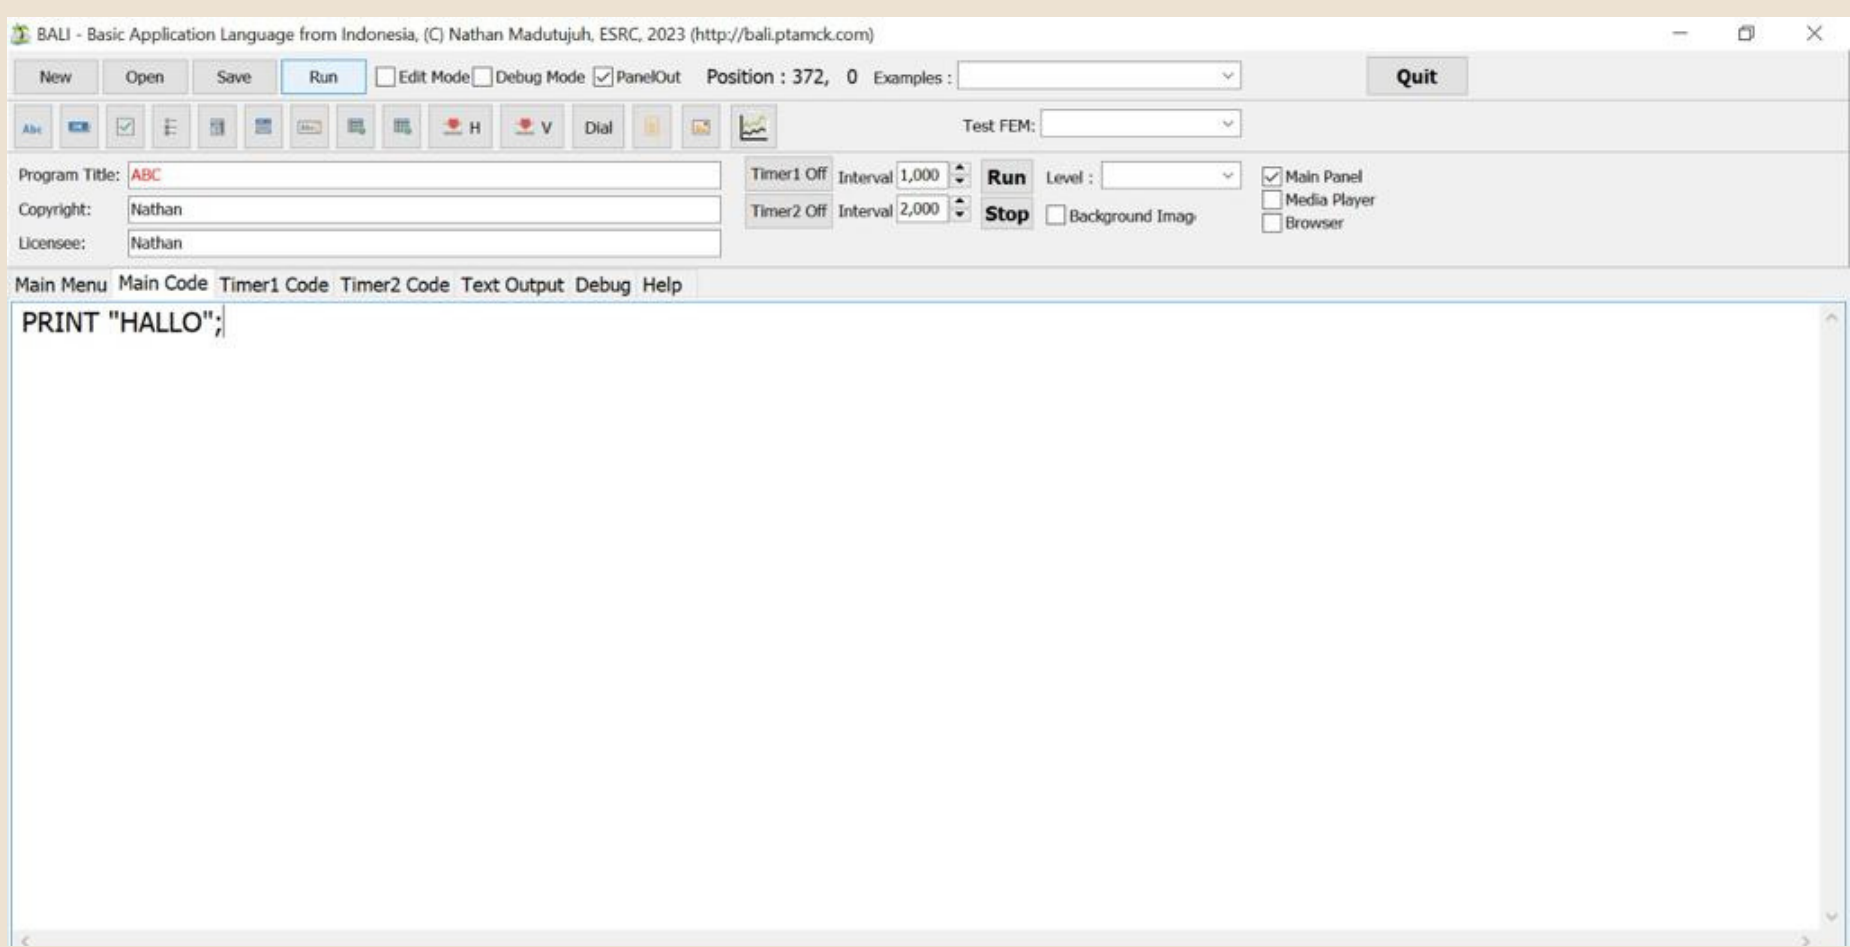 BALI - Basic Application Language from Indonesia, (C) Nathan Madutujuh, ESRC, 2023 (http://bali.ptamck.com)
New Open Save Run Edit Mode Debug Mode PanelOut Position : 372, 0 Examples : Quit
Abc H V Dial Test FEM:
Program Title: ABC Timer1 Off Interval 1,000 Run Level : Main Panel
Media Player
Copyright: Nathan Timer2 Off Interval 2,000 Stop Background Imag
Browser
Licensee: Nathan
Main Menu Main Code Timer1 Code Timer2 Code Text Output Debug Help
PRINT "HALLO";